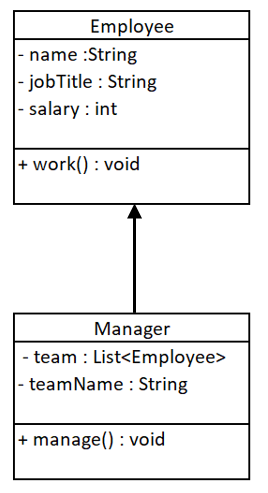 Employee
- name :String
- jobTitle : String
- salary : int
+ work() : void
Manager
- team : List<Employee>
- teamName : String
+ manage() : void